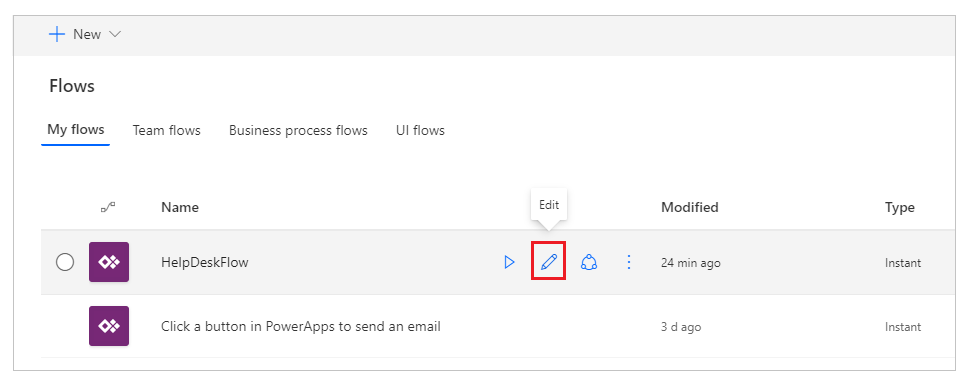 New
Flows
My flows Team flows Business process flows UI flows
Edit
Name Modified Type
HelpDeskFlow 24 min ago Instant
Click a button in PowerApps to send an email 3 d ago Instant